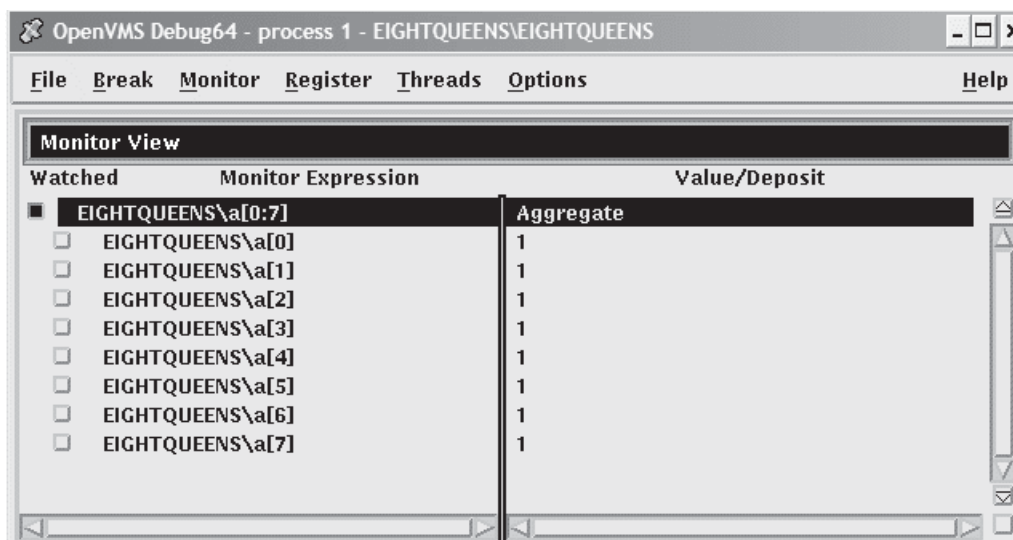 OpenVMS Debug64 - process 1 - EIGHTQUEENS\EIGHTQUEENS
File Break Monitor Register Threads Options Help
Monitor View
Watched Monitor Expression Value/Deposit
EIGHTQUEENS\a[0:7] Aggregate
EIGHTQUEENS\a[0] 1
EIGHTQUEENS\a[1] 1
EIGHTQUEENS\a[2] 1
EIGHTQUEENS\a[3] 1
EIGHTQUEENS\a[4] 1
EIGHTQUEENS\a[5] 1
EIGHTQUEENS\a[6] 1
EIGHTQUEENS\a[7] 1